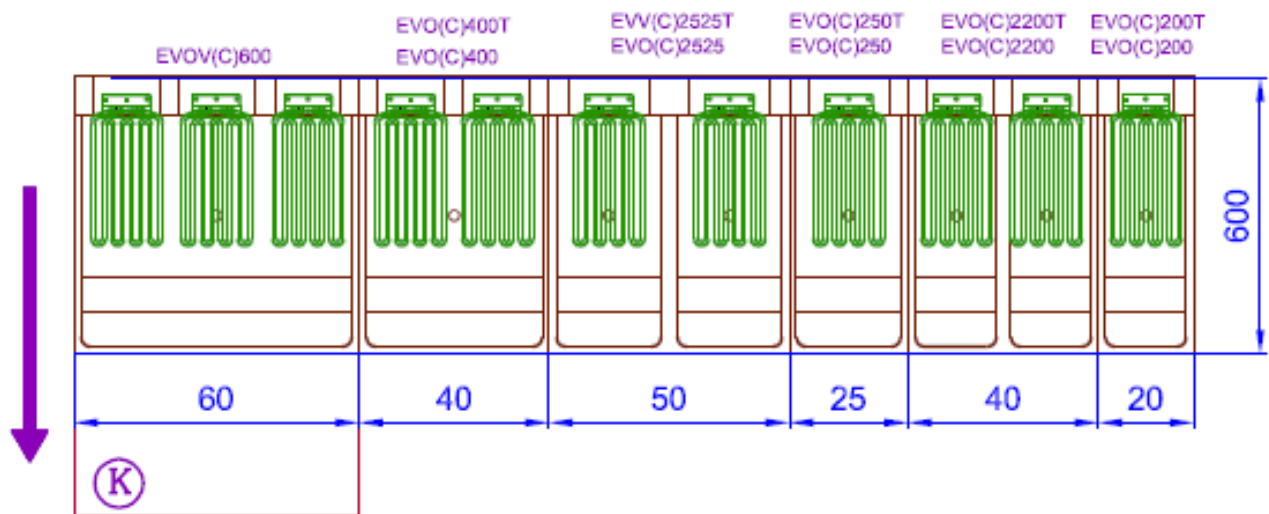 EVO(C)400T
EVV(C)2525T
EVO(C)250T
EVO(C)2200T
EVO(C)200T
EVOV(C)600
EVO(C)400
EVO(C)2525
EVO(C)250
EVO(C)2200
EVO(C)200
600
60
40
50
25
40
20
K